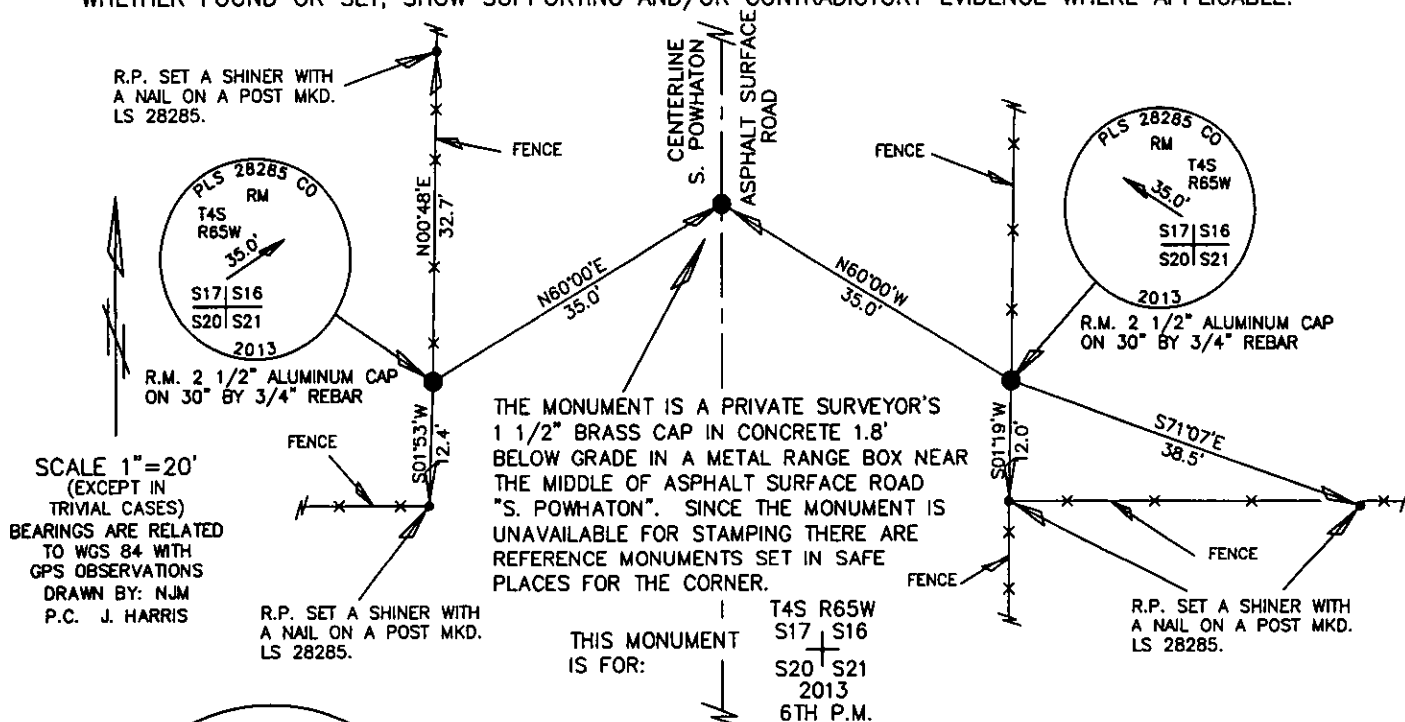 WHETHER FOUND OR SET, SHOW SUPPORTING AND/OR CONTRADICTORY EVIDENCE WHERE APPLICABLE.
R.P. SET A SHINER WITH
A NAIL ON A POST MKD.
LS 28285.
FENCE
N00°48'E
32.7'
PLS 28285 CO
RM
T4S
R65W
35.0'
S17 S16
S20 S21
2013
R.M. 2 1/2" ALUMINUM CAP
ON 30" BY 3/4" REBAR
CENTERLINE
S. POWHATON
ASPHALT SURFACE
ROAD
N60°00'E
35.0'
N60°00'W
35.0'
FENCE
PLS 28285 CO
RM
T4S
R65W
35.0'
S17 S16
S20 S21
2013
R.M. 2 1/2" ALUMINUM CAP
ON 30" BY 3/4" REBAR
SCALE 1"=20'
(EXCEPT IN
TRIVIAL CASES)
BEARINGS ARE RELATED
TO WGS 84 WITH
GPS OBSERVATIONS
DRAWN BY: NJM
P.C. J. HARRIS
FENCE
S01°53'W
12.4'
R.P. SET A SHINER WITH
A NAIL ON A POST MKD.
LS 28285.
THE MONUMENT IS A PRIVATE SURVEYOR'S
1 1/2" BRASS CAP IN CONCRETE 1.8'
BELOW GRADE IN A METAL RANGE BOX NEAR
THE MIDDLE OF ASPHALT SURFACE ROAD
"S. POWHATON". SINCE THE MONUMENT IS
UNAVAILABLE FOR STAMPING THERE ARE
REFERENCE MONUMENTS SET IN SAFE
PLACES FOR THE CORNER.
S01°19'W
12.0'
S71°07'E
38.5'
FENCE
FENCE
R.P. SET A SHINER WITH
A NAIL ON A POST MKD.
LS 28285.
THIS MONUMENT
IS FOR:
T4S R65W
S17 S16
S20 S21
2013
6TH P.M.